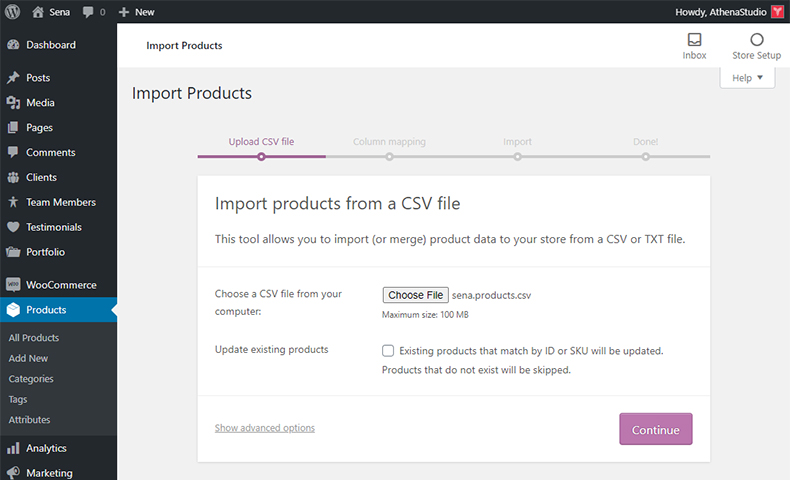 Sena
0
New
Howdy, AthenaStudio
Dashboard
Posts
Media
Pages
Comments
Clients
Team Members
Testimonials
Portfolio
WOO
WooCommerce
Products
All Products
Add New
Categories
Tags
Attributes
Analytics
Marketing
Import Products
Inbox
Store Setup
Help
Import Products
Upload CSV file
Column mapping
Import
Done!
Import products from a CSV file
This tool allows you to import (or merge) product data to your store from a CSV or TXT file.
Choose a CSV file from your
computer:
Choose File sena.products.csv
Maximum size: 100 MB
Update existing products
Existing products that match by ID or SKU will be updated.
Products that do not exist will be skipped.
Show advanced options
Continue